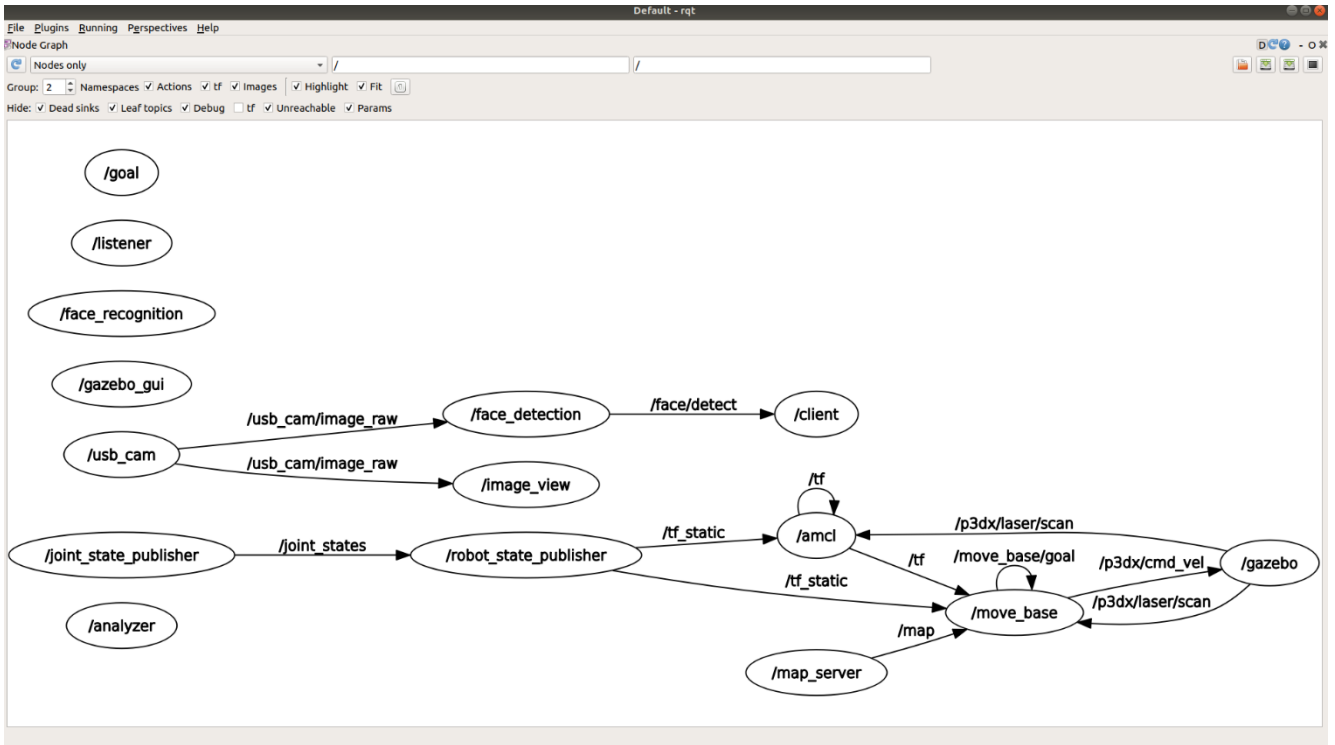 Default - rqt
File Plugins Running Perspectives Help
Node Graph
D - O ✖
Nodes only / /
Group: 2 Namespaces ✓ Actions ✓ tf ✓ Images ✓ Highlight ✓ Fit
Hide: ✓ Dead sinks ✓ Leaf topics ✓ Debug tf ✓ Unreachable ✓ Params
/goal
/listener
/face_recognition
/gazebo_gui
/usb_cam
/usb_cam/image_raw
/usb_cam/image_raw
/face_detection
/face/detect
/client
/image_view
/joint_state_publisher
/joint_states
/robot_state_publisher
/tf_static
/tf_static
/tf
/amcl
/tf
/p3dx/laser/scan
/move_base/goal
/p3dx/cmd_vel
/gazebo
/p3dx/laser/scan
/move_base
/map
/map_server
/analyzer